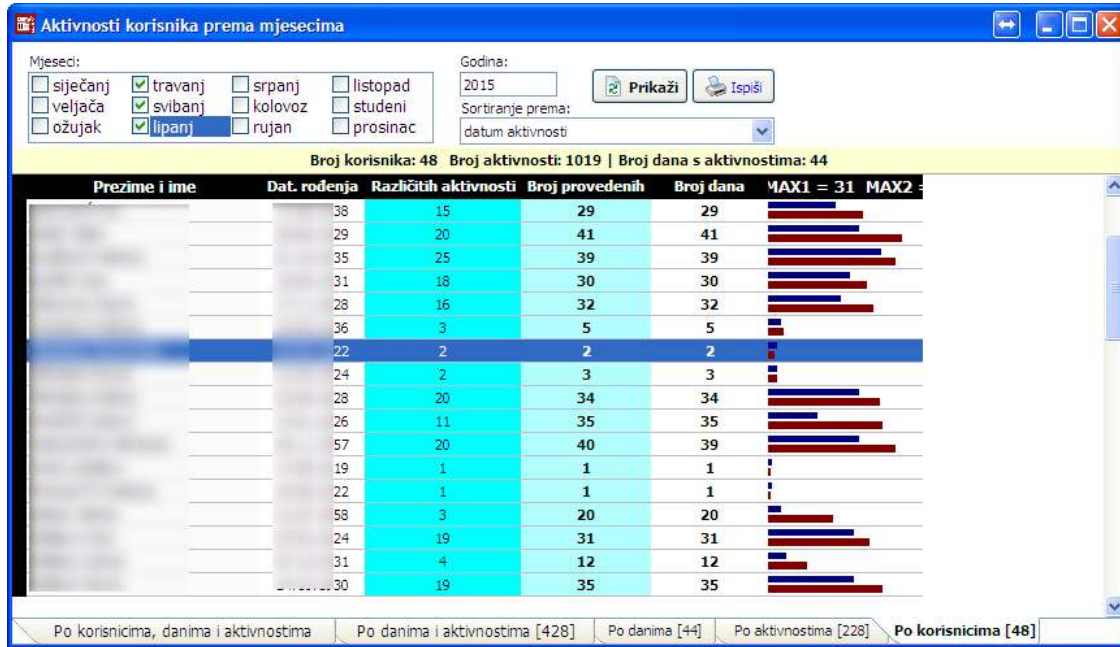 Aktivnosti korisnika prema mjesecima
Mjeseci: Godina:
siječanj travanj srpanj listopad 2015 Prikaži Ispiši
veljača svibanj kolovoz studeni Sortiranje prema:
ožujak lipanj rujan prosinac datum aktivnosti
Broj korisnika: 48 Broj aktivnosti: 1019 | Broj dana s aktivnostima: 44
Prezime i ime Dat. rođenja Različitih aktivnosti Broj provedenih Broj dana MAX1 = 31 MAX2 =
38 15 29 29
29 20 41 41
35 25 39 39
31 18 30 30
28 16 32 32
36 3 5 5
22 2 2 2
24 2 3 3
28 20 34 34
26 11 35 35
57 20 40 39
19 1 1 1
22 1 1 1
58 3 20 20
24 19 31 31
31 4 12 12
30 19 35 35
Po korisnicima, danima i aktivnostima Po danima i aktivnostima [428] Po danima [44] Po aktivnostima [228] Po korisnicima [48]